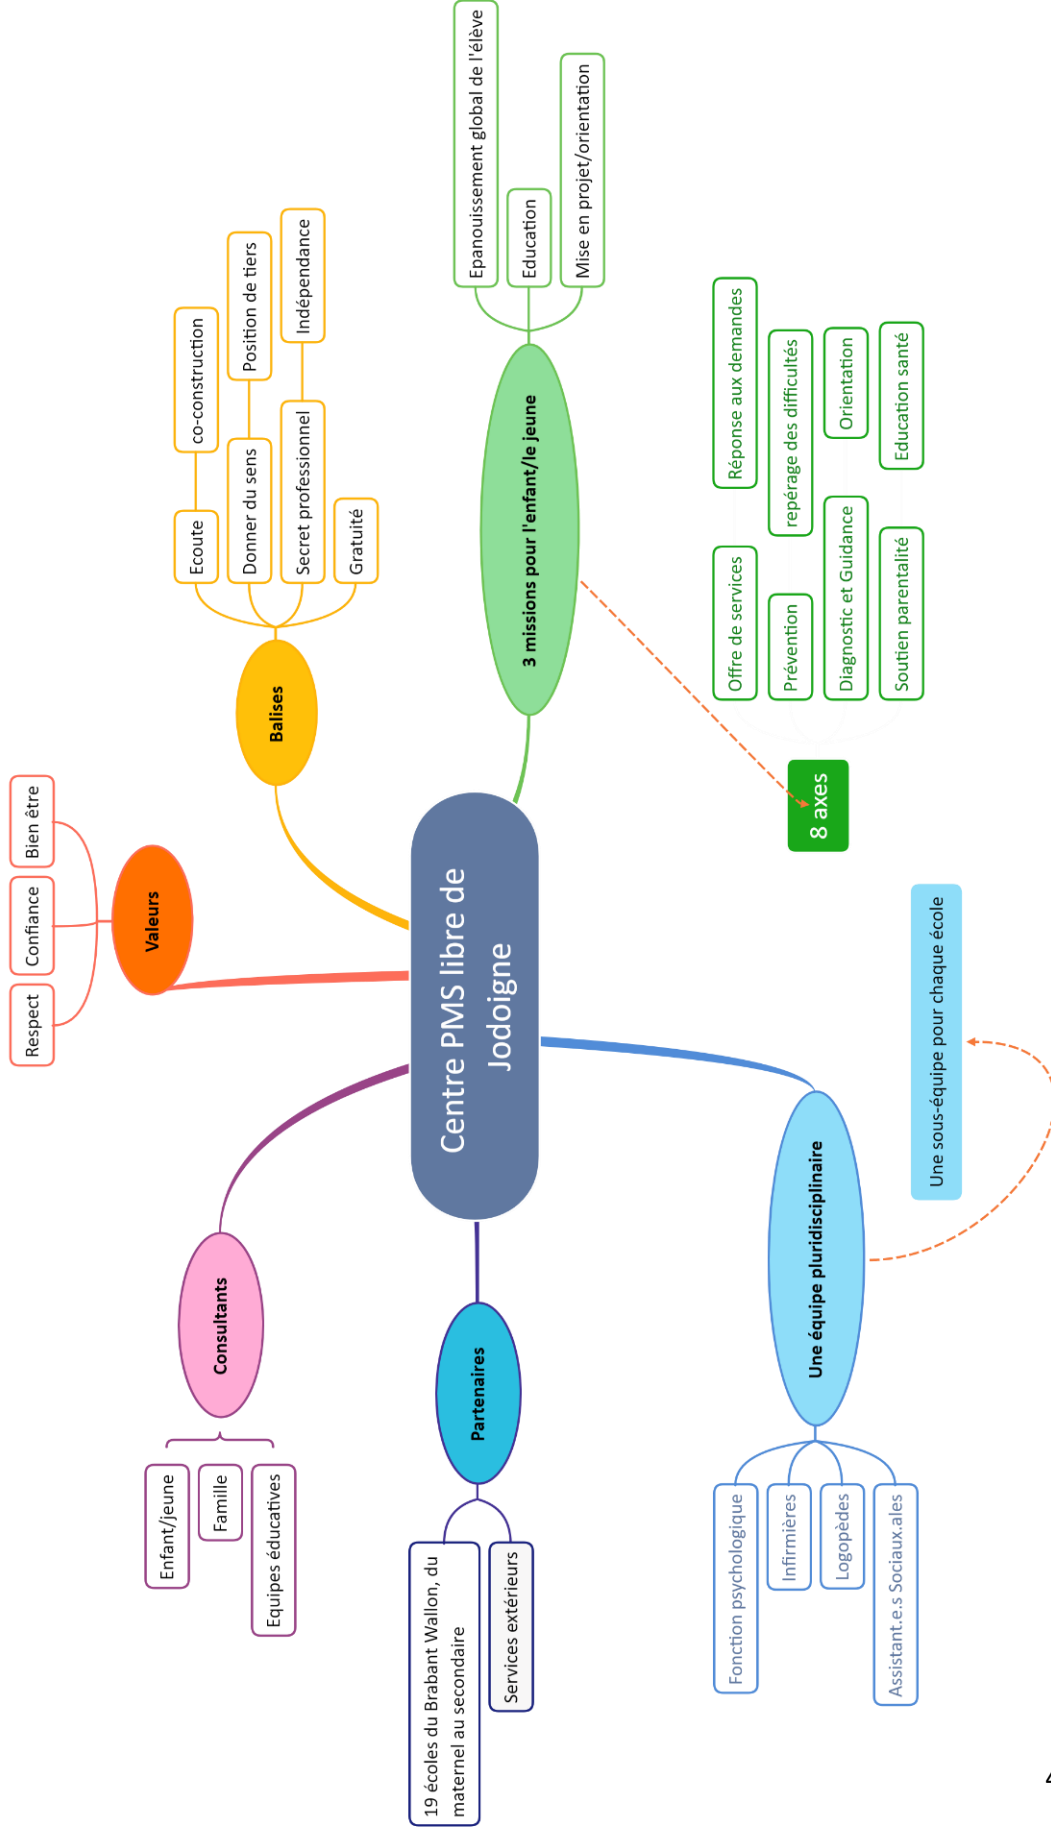 Centre PMS libre de
Jodoigne
Consultants
Enfant/jeune
Famille
Equipes éducatives
Partenaires
19 écoles du Brabant Wallon, du
maternel au secondaire
Services extérieurs
Une équipe pluridisciplinaire
Fonction psychologique
Infirmières
Logopèdes
Assistant.e.s Sociaux.ales
Une sous-équipe pour chaque école
Valeurs
Respect
Confiance
Bien être
Balises
Ecoute
co-construction
Donner du sens
Position de tiers
Secret professionnel
Indépendance
Gratuité
3 missions pour l'enfant/le jeune
Epanouissement global de l'élève
Education
Mise en projet/orientation
8 axes
Offre de services
Réponse aux demandes
Prévention
repérage des difficultés
Diagnostic et Guidance
Orientation
Soutien parentalité
Education santé
4